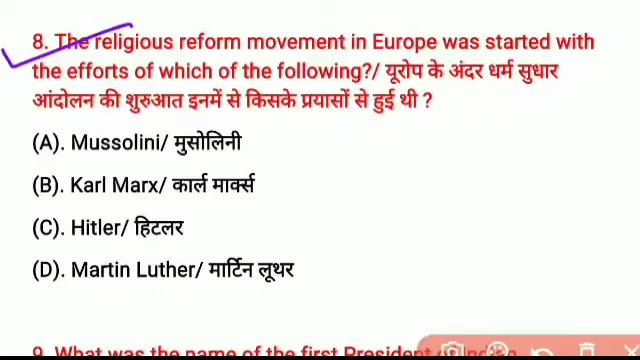 8. The religious reform movement in Europe was started with
the efforts of which of the following?/ यूरोप के अंदर धर्म सुधार
आंदोलन की शुरुआत इनमें से किसके प्रयासों से हुई थी ?
(A). Mussolini/ मुसोलिनी
(B). Karl Marx/ कार्ल मार्क्स
(C). Hitler/ हिटलर
(D). Martin Luther/ मार्टिन लूथर
9. What was the name of the first President